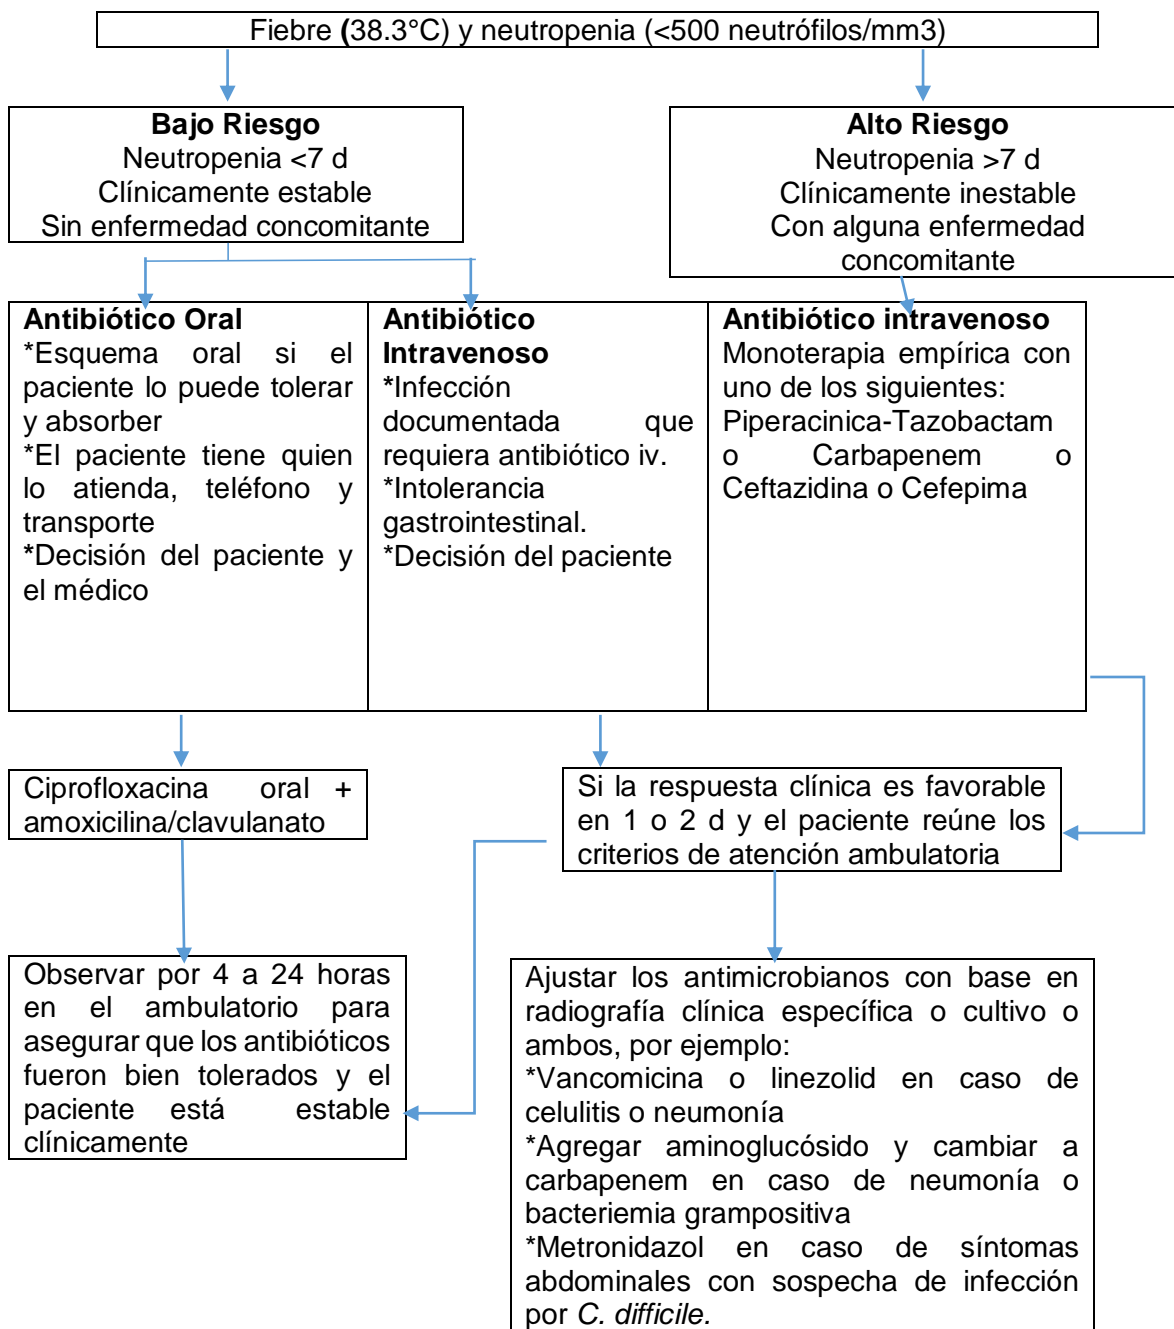 Fiebre (38.3°C) y neutropenia (<500 neutrófilos/mm3)
Bajo Riesgo
Neutropenia <7 d
Clínicamente estable
Sin enfermedad concomitante
Alto Riesgo
Neutropenia >7 d
Clínicamente inestable
Con alguna enfermedad
concomitante
Antibiótico Oral
*Esquema oral si el
paciente lo puede tolerar
y absorber
*El paciente tiene quien
lo atienda, teléfono y
transporte
*Decisión del paciente y
el médico
Antibiótico
Intravenoso
*Infección
documentada que
requiera antibiótico iv.
*Intolerancia
gastrointestinal.
*Decisión del paciente
Antibiótico intravenoso
Monoterapia empírica con
uno de los siguientes:
Piperacinica-Tazobactam
o Carbapenem o
Ceftazidina o Cefepima
Ciprofloxacina oral +
amoxicilina/clavulanato
Si la respuesta clínica es favorable
en 1 o 2 d y el paciente reúne los
criterios de atención ambulatoria
Observar por 4 a 24 horas
en el ambulatorio para
asegurar que los antibióticos
fueron bien tolerados y el
paciente está estable
clínicamente
Ajustar los antimicrobianos con base en
radiografía clínica específica o cultivo o
ambos, por ejemplo:
*Vancomicina o linezolid en caso de
celulitis o neumonía
*Agregar aminoglucósido y cambiar a
carbapenem en caso de neumonía o
bacteriemia grampositiva
*Metronidazol en caso de síntomas
abdominales con sospecha de infección
por C. difficile.